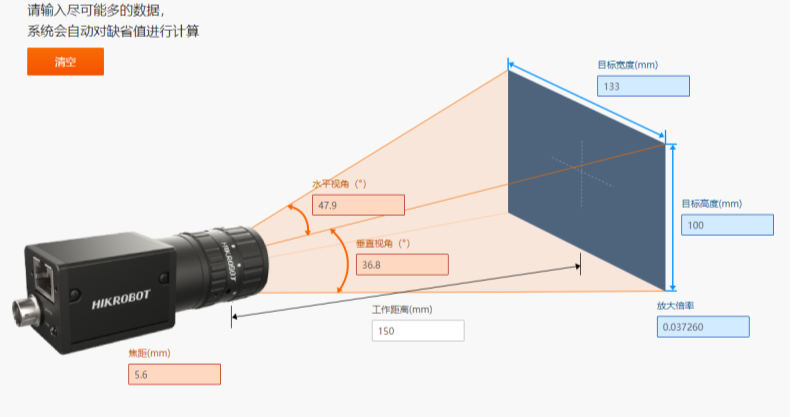 请输入尽可能多的数据，
系统会自动对缺省值进行计算
清空
目标宽度(mm)
133
水平视角（°）
47.9
目标高度(mm)
100
垂直视角（°）
36.8
HIKROBOT
HIKROBOT
工作距离(mm)
150
放大倍率
0.037260
焦距(mm)
5.6